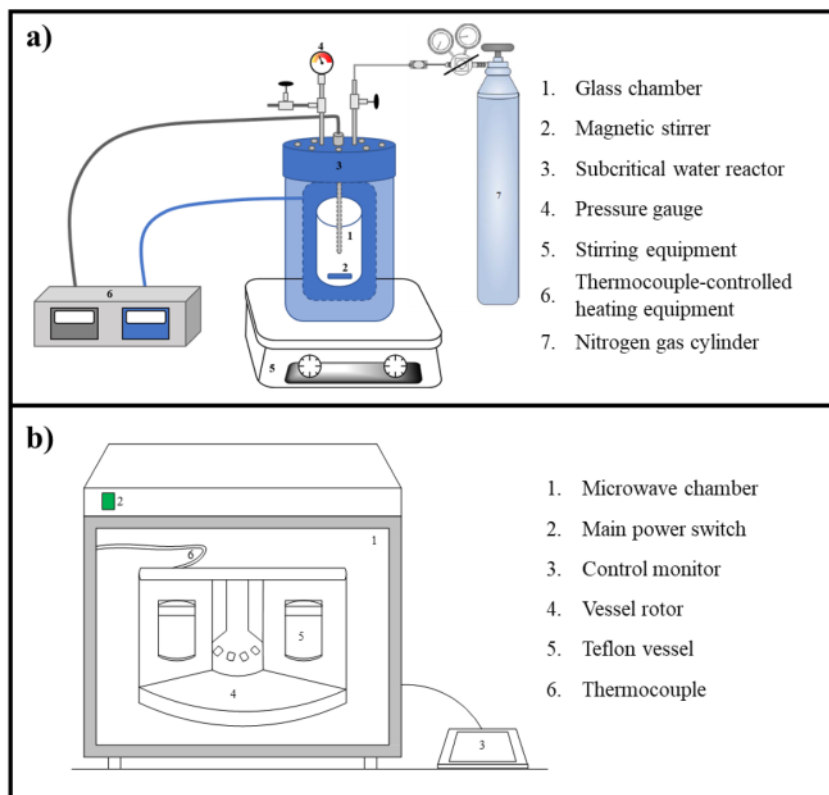 a)
4
3
1
2
6
5
7
1. Glass chamber
2. Magnetic stirrer
3. Subcritical water reactor
4. Pressure gauge
5. Stirring equipment
6. Thermocouple-controlled
heating equipment
7. Nitrogen gas cylinder
b)
2
1
6
5
4
3
1. Microwave chamber
2. Main power switch
3. Control monitor
4. Vessel rotor
5. Teflon vessel
6. Thermocouple